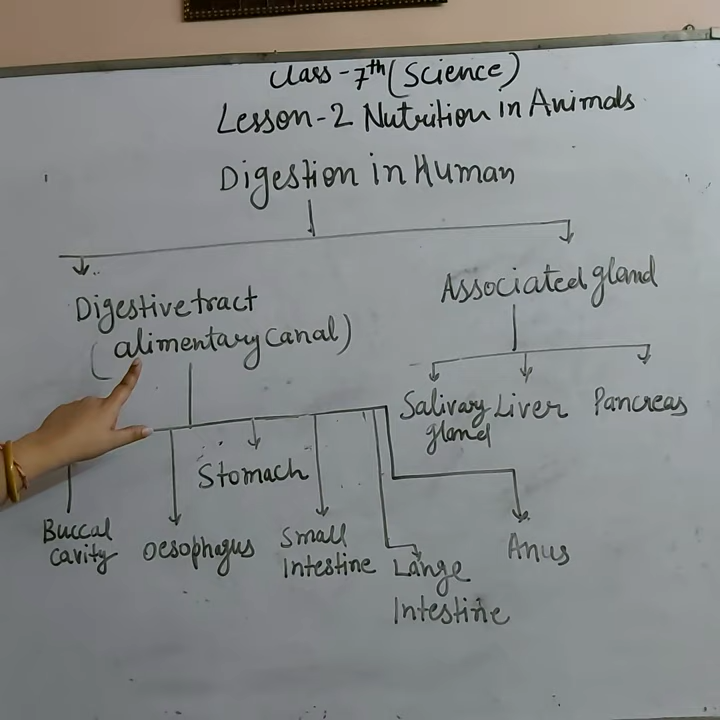 Class-7th (Science)
Lesson-2 Nutrition in Animals
Digestion in Human
Digestive tract
(alimentary canal)
Associated gland
Salivary
gland
Liver
Pancreas
Buccal
cavity
Oesophagus
Stomach
Small
Intestine
Large
Intestine
Anus